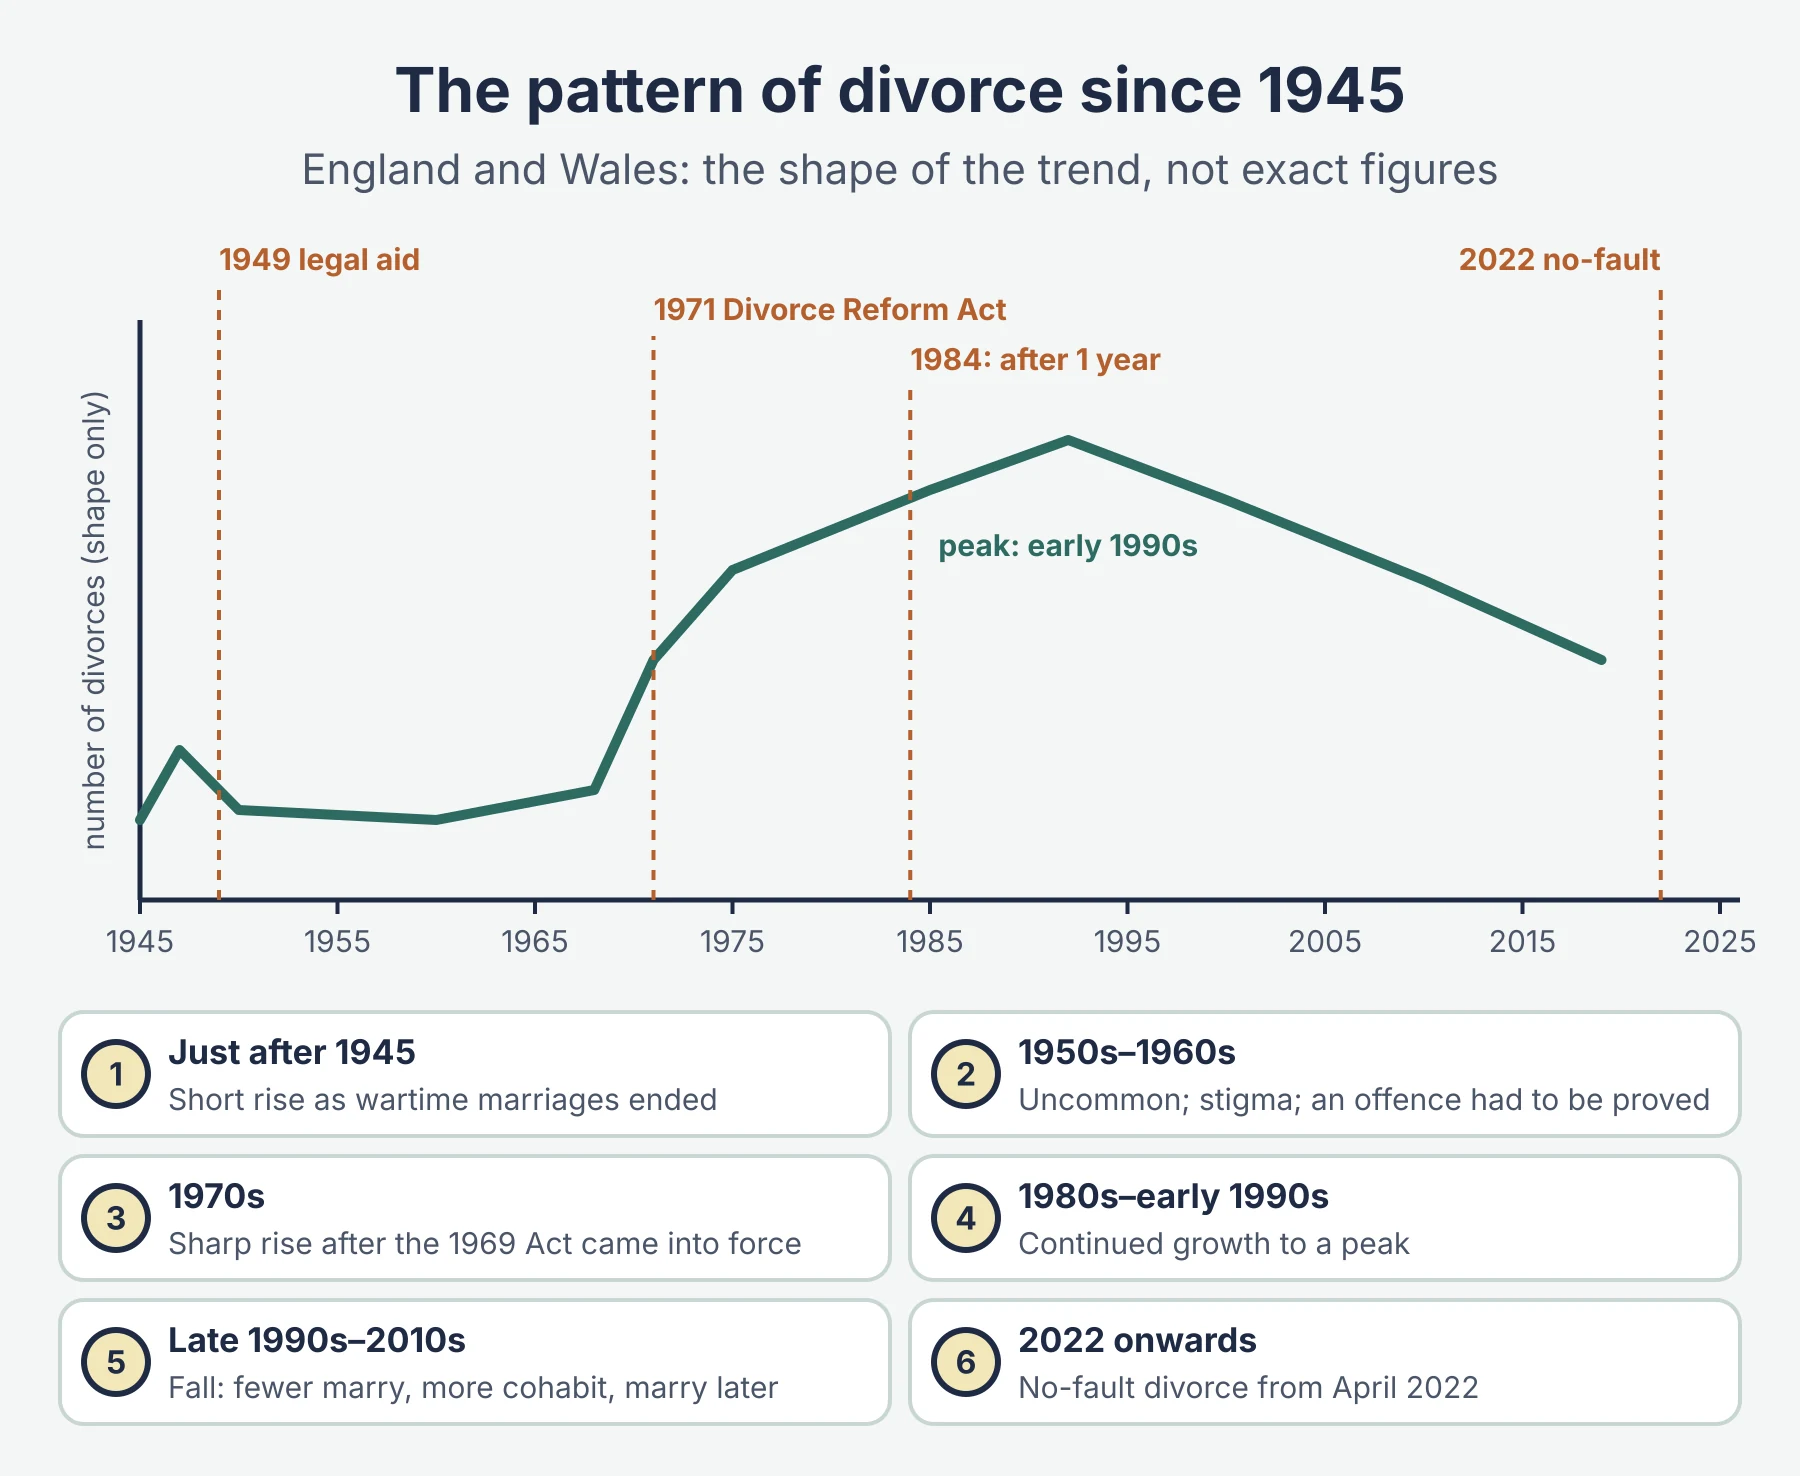 The pattern of divorce since 1945
England and Wales: the shape of the trend, not exact figures
1949 legal aid
2022 no-fault
1971 Divorce Reform Act
1984: after 1 year
number of divorces (shape only)
peak: early 1990s
1945 1955 1965 1975 1985 1995 2005 2015 2025
1
Just after 1945
Short rise as wartime marriages ended
2
1950s–1960s
Uncommon; stigma; an offence had to be proved
3
1970s
Sharp rise after the 1969 Act came into force
4
1980s–early 1990s
Continued growth to a peak
5
Late 1990s–2010s
Fall: fewer marry, more cohabit, marry later
6
2022 onwards
No-fault divorce from April 2022